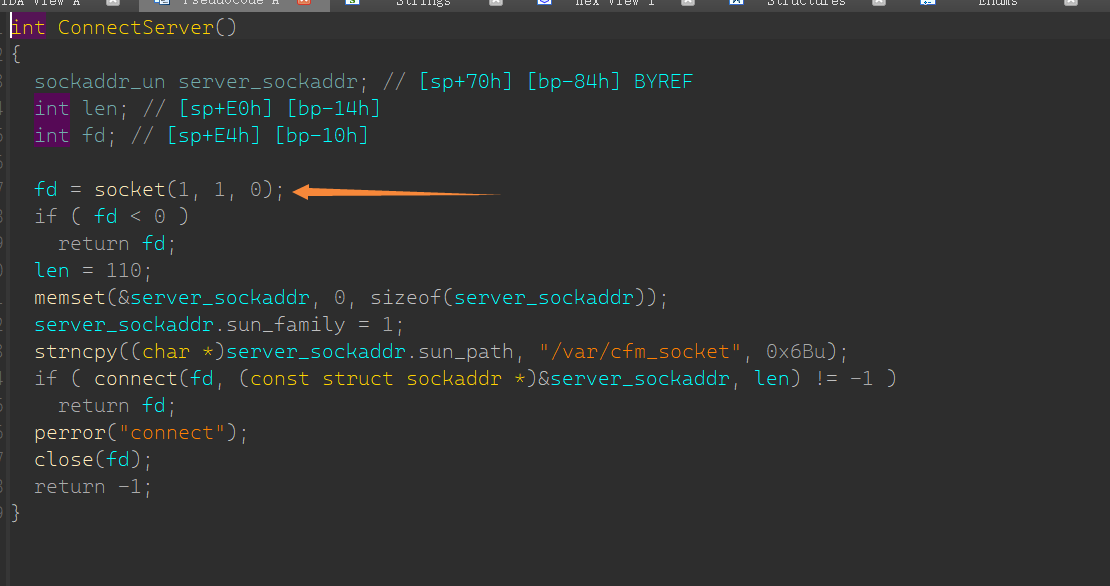 IDA View-A Pseudocode-A Strings Hex View-1 Structures Enums
int ConnectServer()
{
sockaddr_un server_sockaddr; // [sp+70h] [bp-84h] BYREF
int len; // [sp+E0h] [bp-14h]
int fd; // [sp+E4h] [bp-10h]
fd = socket(1, 1, 0);
if ( fd < 0 )
return fd;
len = 110;
memset(&server_sockaddr, 0, sizeof(server_sockaddr));
server_sockaddr.sun_family = 1;
strncpy((char *)server_sockaddr.sun_path, "/var/cfm_socket", 0x6Bu);
if ( connect(fd, (const struct sockaddr *)&server_sockaddr, len) != -1 )
return fd;
perror("connect");
close(fd);
return -1;
}